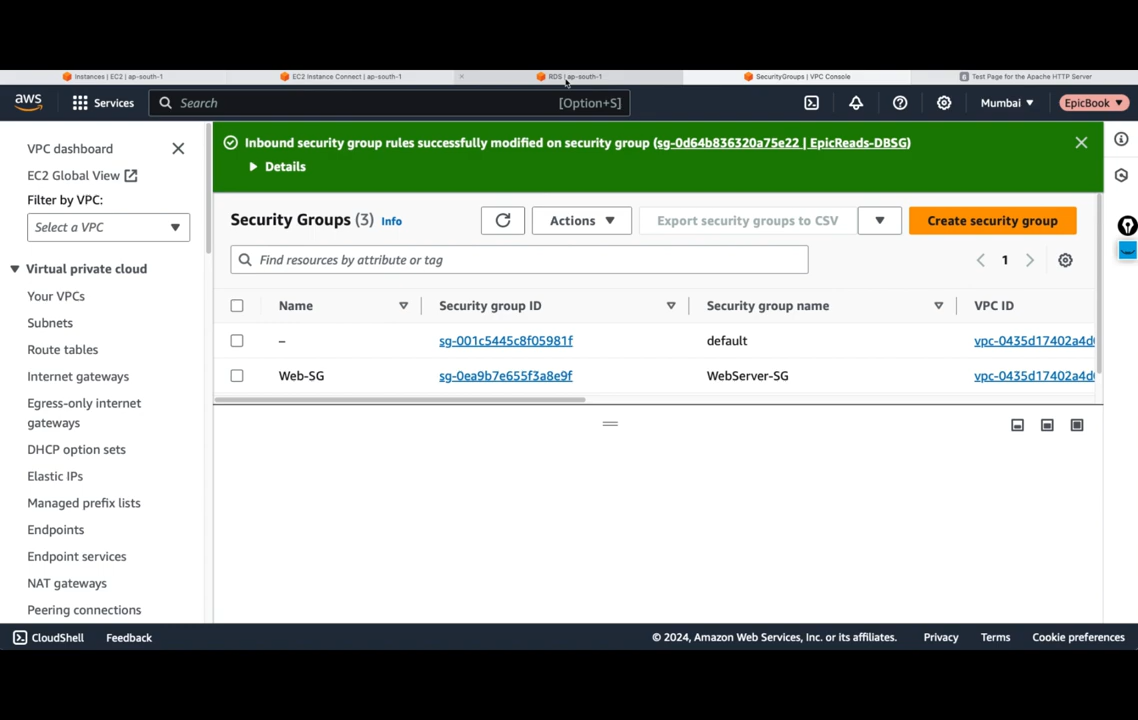 Instances | EC2 | ap-south-1
EC2 Instance Connect | ap-south-1
RDS | ap-south-1
SecurityGroups | VPC Console
Test Page for the Apache HTTP Server
aws
Services
Search
[Option+S]
Mumbai
EpicBook
VPC dashboard
EC2 Global View
Filter by VPC:
Select a VPC
Virtual private cloud
Your VPCs
Subnets
Route tables
Internet gateways
Egress-only internet
gateways
DHCP option sets
Elastic IPs
Managed prefix lists
Endpoints
Endpoint services
NAT gateways
Peering connections
Inbound security group rules successfully modified on security group (sg-0d64b836320a75e22 | EpicReads-DBSG)
Details
Security Groups (3) Info
Actions
Export security groups to CSV
Create security group
Find resources by attribute or tag
1
Name Security group ID Security group name VPC ID
– sg-001c5445c8f05981f default vpc-0435d17402a4d
Web-SG sg-0ea9b7e655f3a8e9f WebServer-SG vpc-0435d17402a4d
CloudShell Feedback
© 2024, Amazon Web Services, Inc. or its affiliates. Privacy Terms Cookie preferences